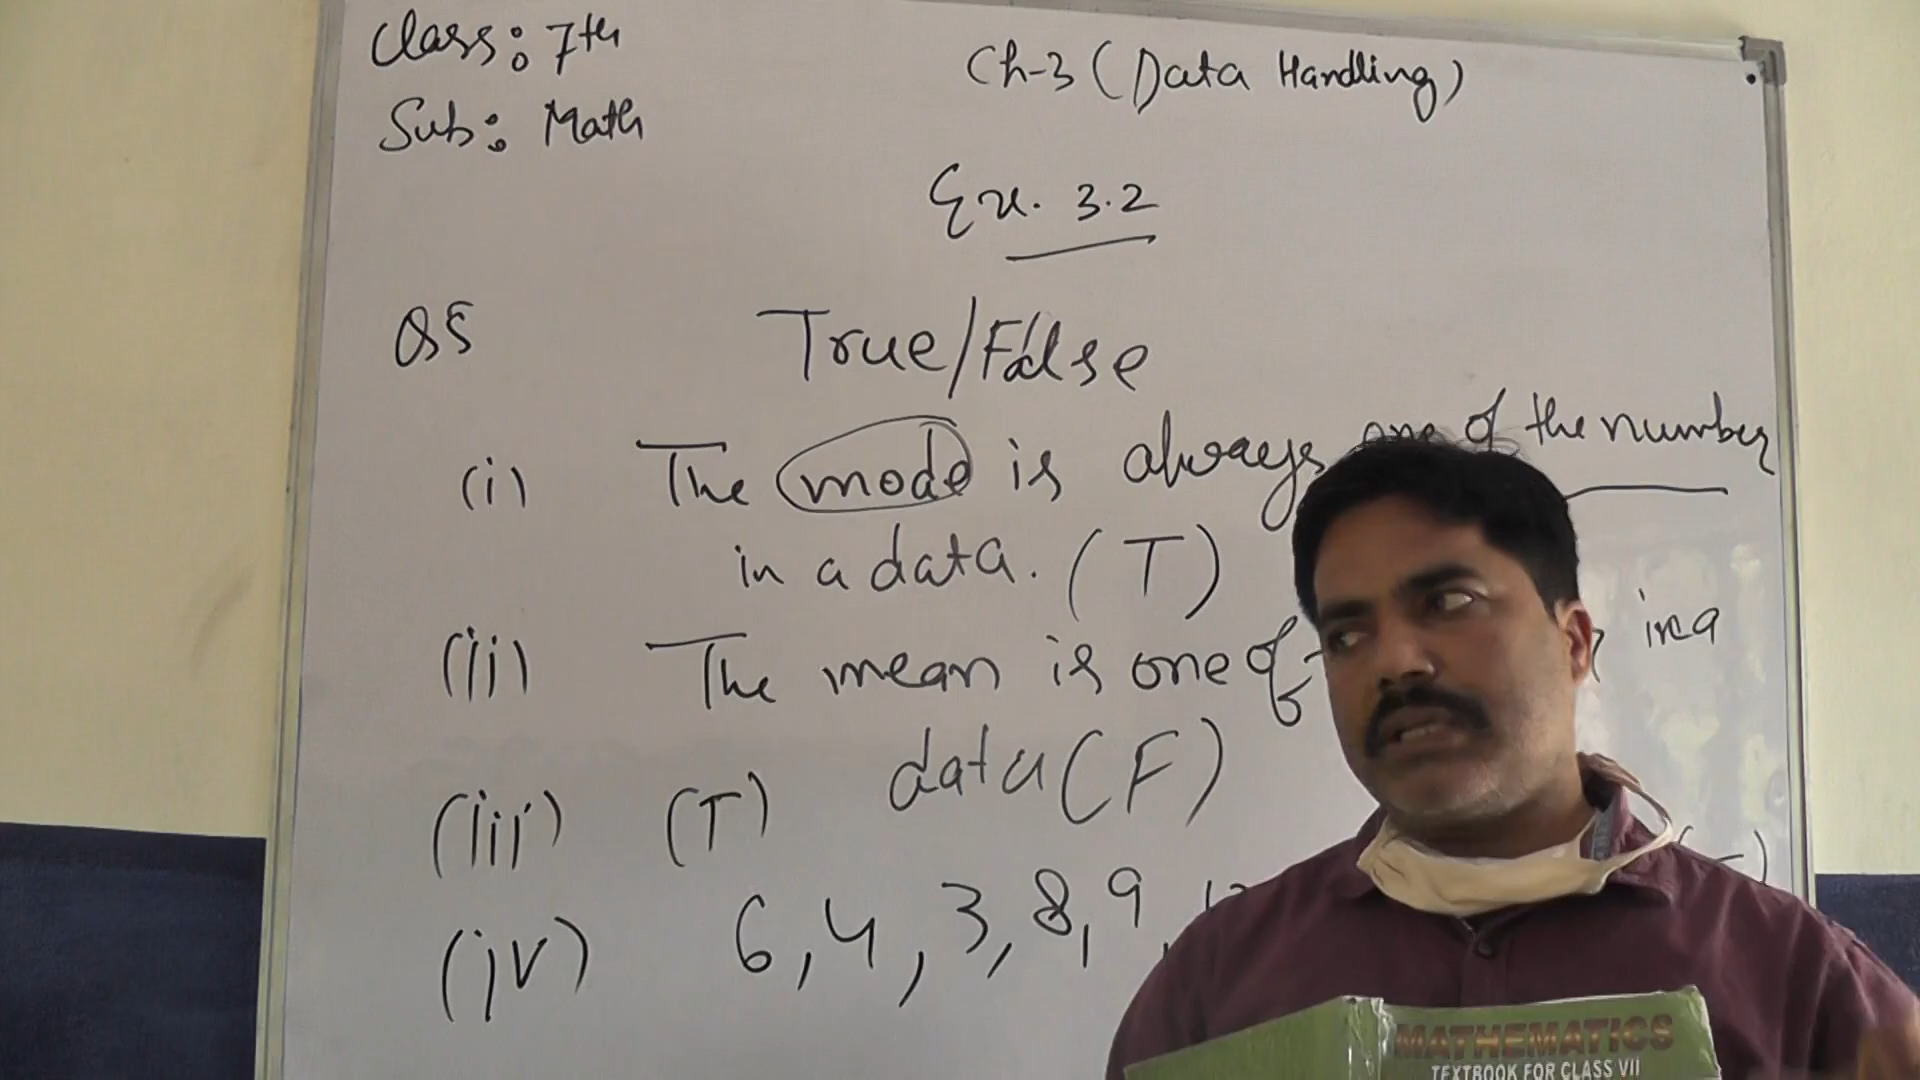 Class: 7th
Ch-3 (Data Handling)
Sub: Math
Ex. 3.2
Q5 True/False
(i) The mode is always one of the number
in a data. (T)
(ii) The mean is one of in a
data (F)
(iii) (T)
(iv) 6, 4, 3, 8, 9,
MATHEMATICS
TEXTBOOK FOR CLASS VII